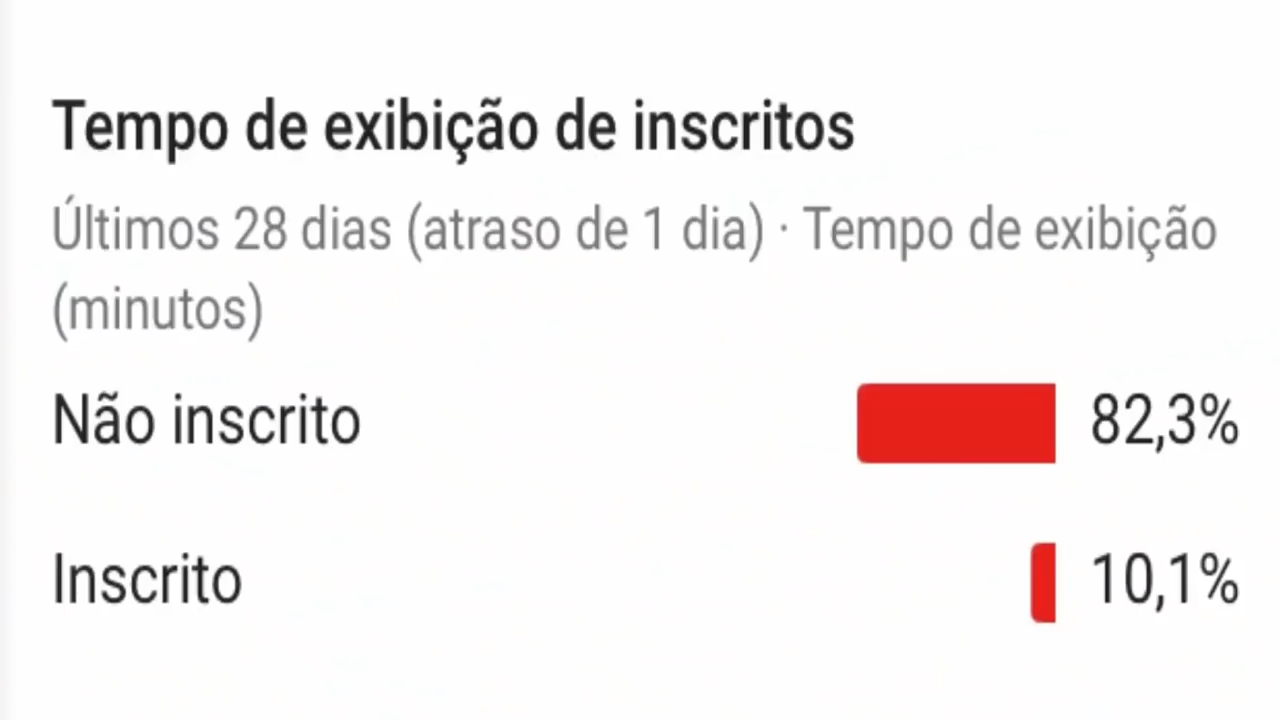 Tempo de exibição de inscritos
Últimos 28 dias (atraso de 1 dia) · Tempo de exibição
(minutos)
Não inscrito 82,3%
Inscrito 10,1%